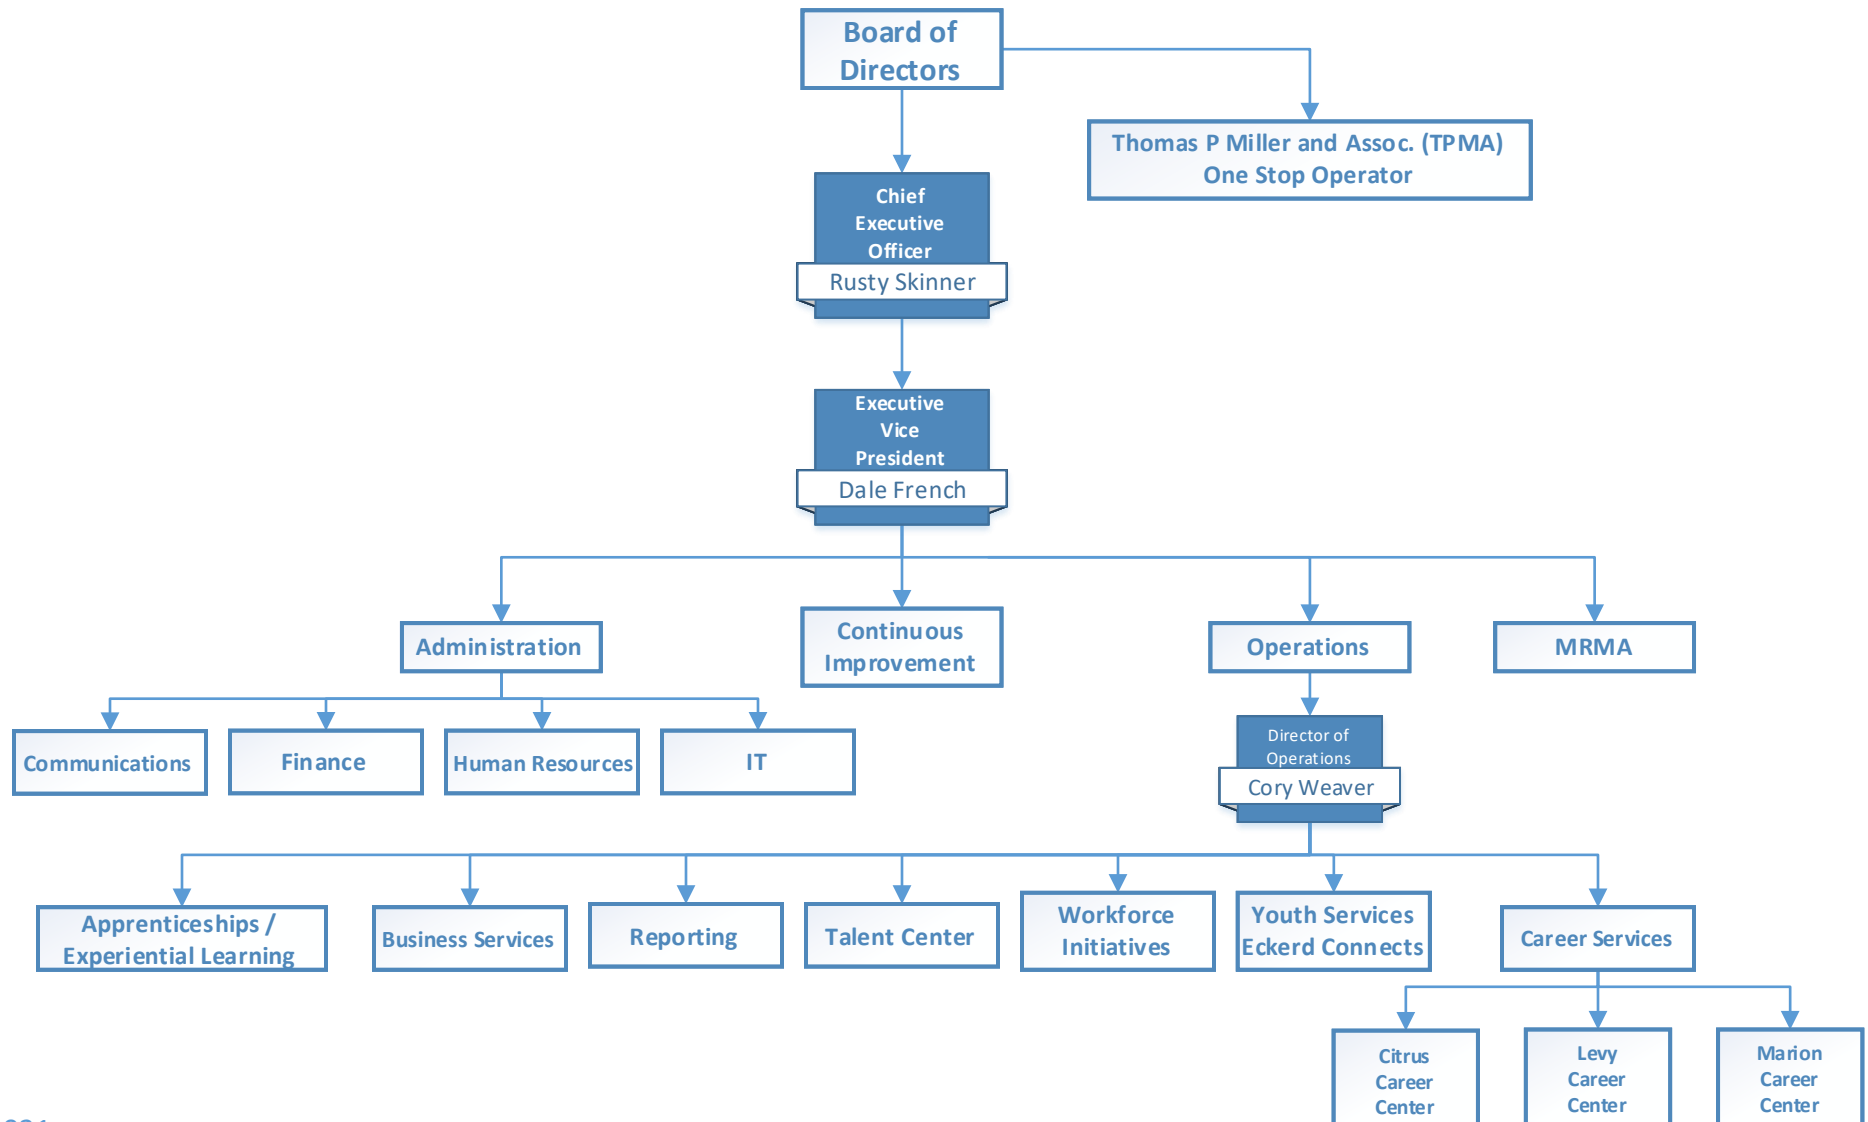 Board of
Directors
Thomas P Miller and Assoc. (TPMA)
One Stop Operator
Chief
Executive
Officer
Rusty Skinner
Executive
Vice
President
Dale French
Administration
Continuous
Improvement
Operations
MRMA
Communications
Finance
Human Resources
IT
Director of
Operations
Cory Weaver
Apprenticeships /
Experiential Learning
Business Services
Reporting
Talent Center
Workforce
Initiatives
Youth Services
Eckerd Connects
Career Services
Citrus
Career
Center
Levy
Career
Center
Marion
Career
Center